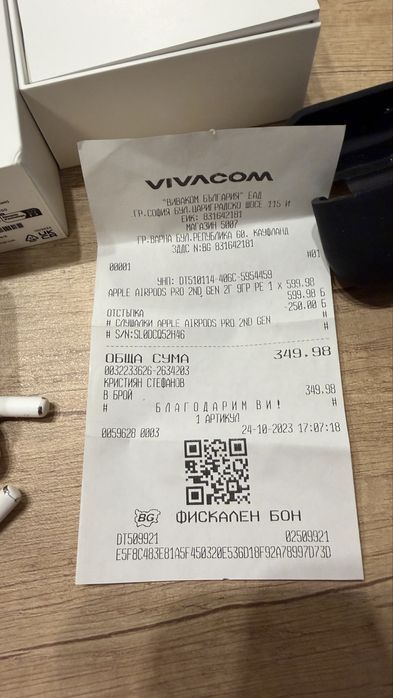 VIVACOM
"ВИВАКОМ БЪЛГАРИЯ" ЕАД
ГР.СОФИЯ БУЛ.ЦАРИГРАДСКО ШОСЕ 115 И
ЕИК: 831642181
МАГАЗИН 5007
ГР.ВАРНА БУЛ.РЕПУБЛИКА 60, КАУФЛАНД
ЗДДС N:BG 831642181
00001 #01
УНП: DT510114-406C-5954459
APPLE AIRPODS PRO 2ND GEN 2Г 9ГР РЕ 1 x 599.98
599.98 Б
ОТСТЪПКА -250.00 Б
# СЛУШАЛКИ APPLE AIRPODS PRO 2ND GEN #
# S/N:SL0DCQ52H46 #
ОБЩА СУМА 349.98
0032233626-2634203
КРИСТИЯН СТЕФАНОВ
В БРОЙ 349.98
# БЛАГОДАРИМ ВИ! #
1 АРТИКУЛ
0059628 0003 24-10-2023 17:07:18
BG ФИСКАЛЕН БОН
DT509921 02509921
E5F8C483E81A5F450320E536D18F92A78997D73D